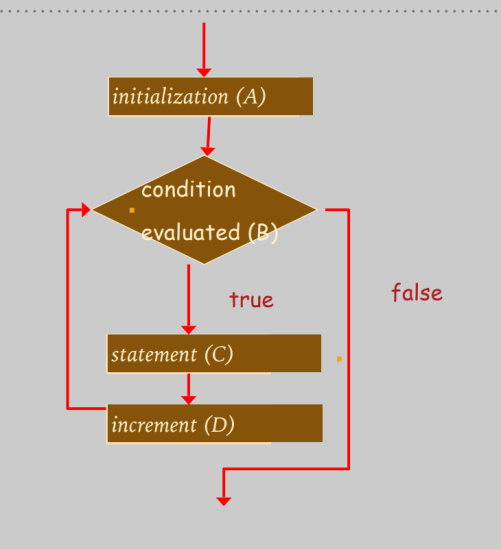 initialization (A)
condition
evaluated (B)
true
false
statement (C)
increment (D)